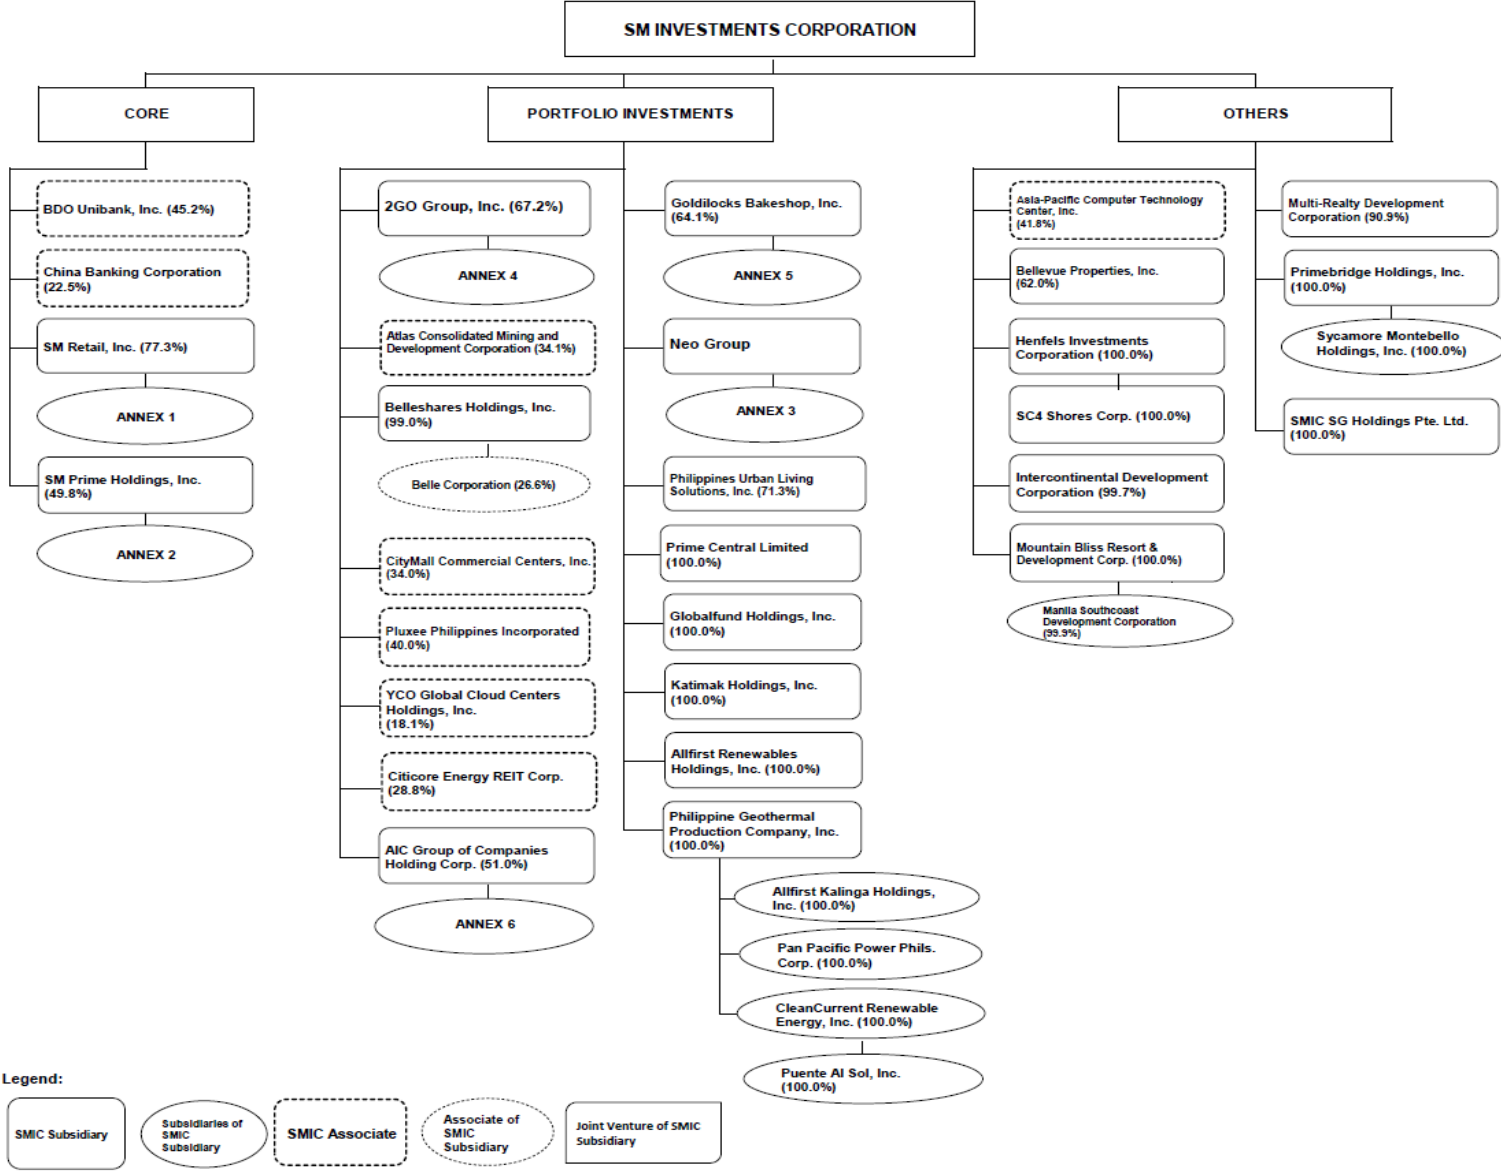 SM INVESTMENTS CORPORATION
CORE
PORTFOLIO INVESTMENTS
OTHERS
BDO Unibank, Inc. (45.2%)
China Banking Corporation
(22.5%)
SM Retail, Inc. (77.3%)
ANNEX 1
SM Prime Holdings, Inc.
(49.8%)
ANNEX 2
2GO Group, Inc. (67.2%)
ANNEX 4
Atlas Consolidated Mining and
Development Corporation (34.1%)
Belleshares Holdings, Inc.
(99.0%)
Belle Corporation (26.6%)
CityMall Commercial Centers, Inc.
(34.0%)
Pluxee Philippines Incorporated
(40.0%)
YCO Global Cloud Centers
Holdings, Inc.
(18.1%)
Citicore Energy REIT Corp.
(28.8%)
AIC Group of Companies
Holding Corp. (51.0%)
ANNEX 6
Goldilocks Bakeshop, Inc.
(64.1%)
ANNEX 5
Neo Group
ANNEX 3
Philippines Urban Living
Solutions, Inc. (71.3%)
Prime Central Limited
(100.0%)
Globalfund Holdings, Inc.
(100.0%)
Katimak Holdings, Inc.
(100.0%)
Allfirst Renewables
Holdings, Inc. (100.0%)
Philippine Geothermal
Production Company, Inc.
(100.0%)
Allfirst Kalinga Holdings,
Inc. (100.0%)
Pan Pacific Power Phils.
Corp. (100.0%)
CleanCurrent Renewable
Energy, Inc. (100.0%)
Puente Al Sol, Inc.
(100.0%)
Asia-Pacific Computer Technology
Center, Inc.
(41.8%)
Bellevue Properties, Inc.
(62.0%)
Henfels Investments
Corporation (100.0%)
SC4 Shores Corp. (100.0%)
Intercontinental Development
Corporation (99.7%)
Mountain Bliss Resort &
Development Corp. (100.0%)
Manila Southcoast
Development Corporation
(99.9%)
Multi-Realty Development
Corporation (90.9%)
Primebridge Holdings, Inc.
(100.0%)
Sycamore Montebello
Holdings, Inc. (100.0%)
SMIC SG Holdings Pte. Ltd.
(100.0%)
Legend:
SMIC Subsidiary
Subsidiaries of
SMIC
Subsidiary
SMIC Associate
Associate of
SMIC
Subsidiary
Joint Venture of SMIC
Subsidiary